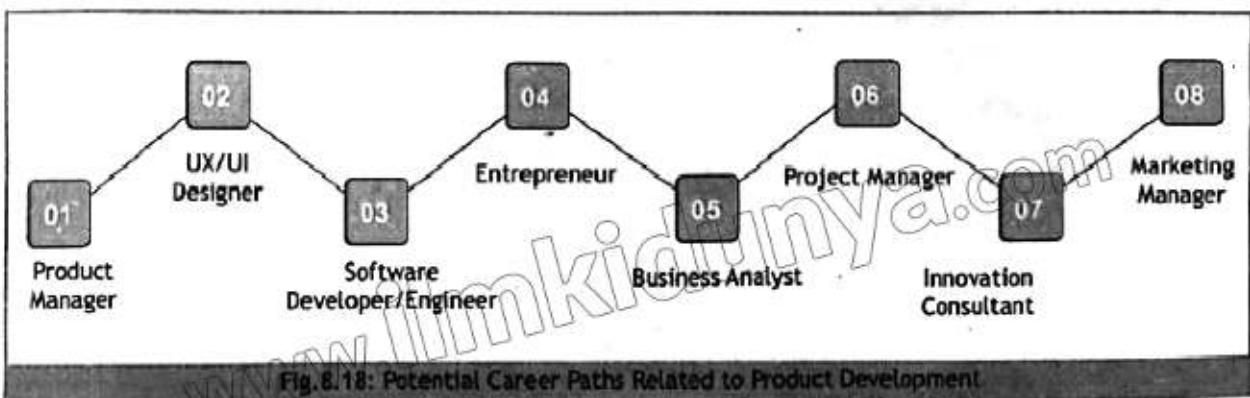 01
Product
Manager
02
UX/UI
Designer
03
Software
Developer/Engineer
04
Entrepreneur
05
Business Analyst
06
Project Manager
07
Innovation
Consultant
08
Marketing
Manager
www.ilmkidunya.com
Fig.8.18: Potential Career Paths Related to Product Development